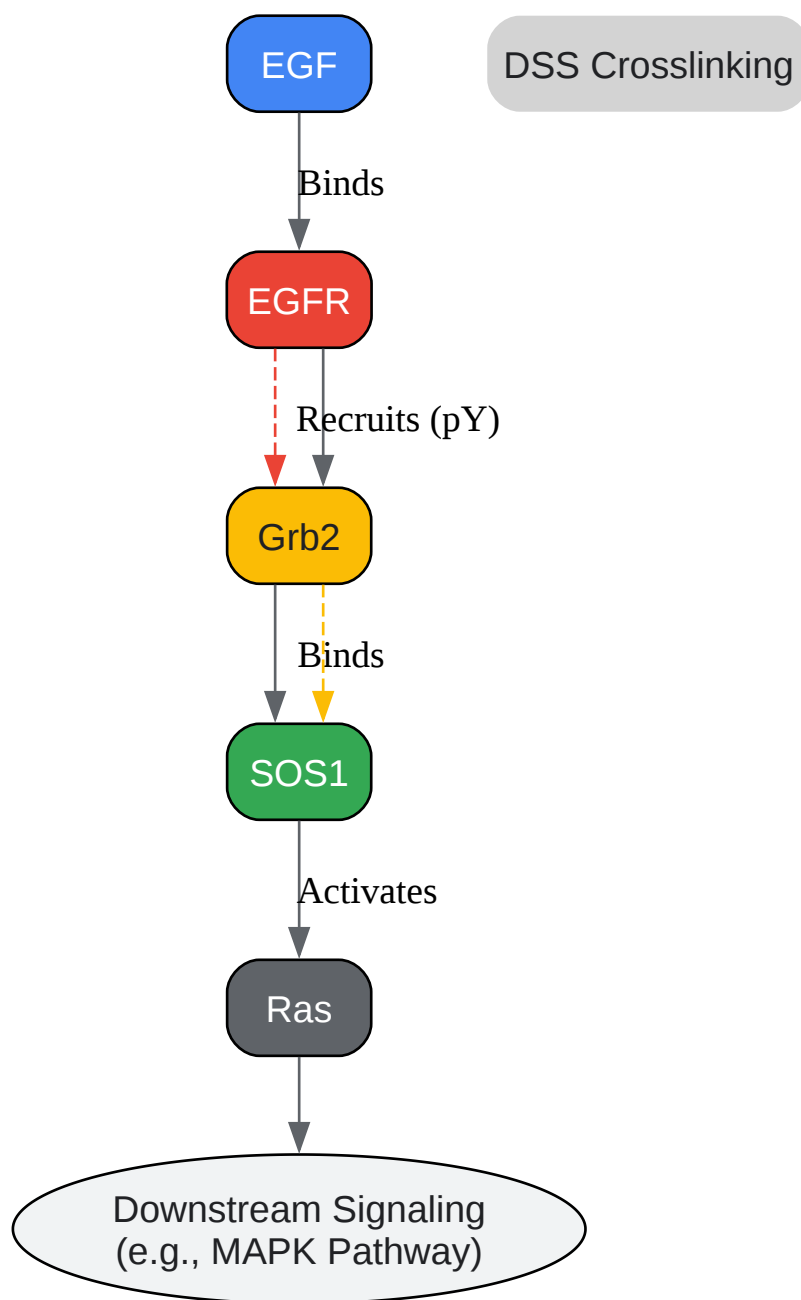 EGF
DSS Crosslinking
Binds
EGFR
Recruits (pY)
Grb2
Binds
SOS1
Activates
Ras
Downstream Signaling
(e.g., MAPK Pathway)